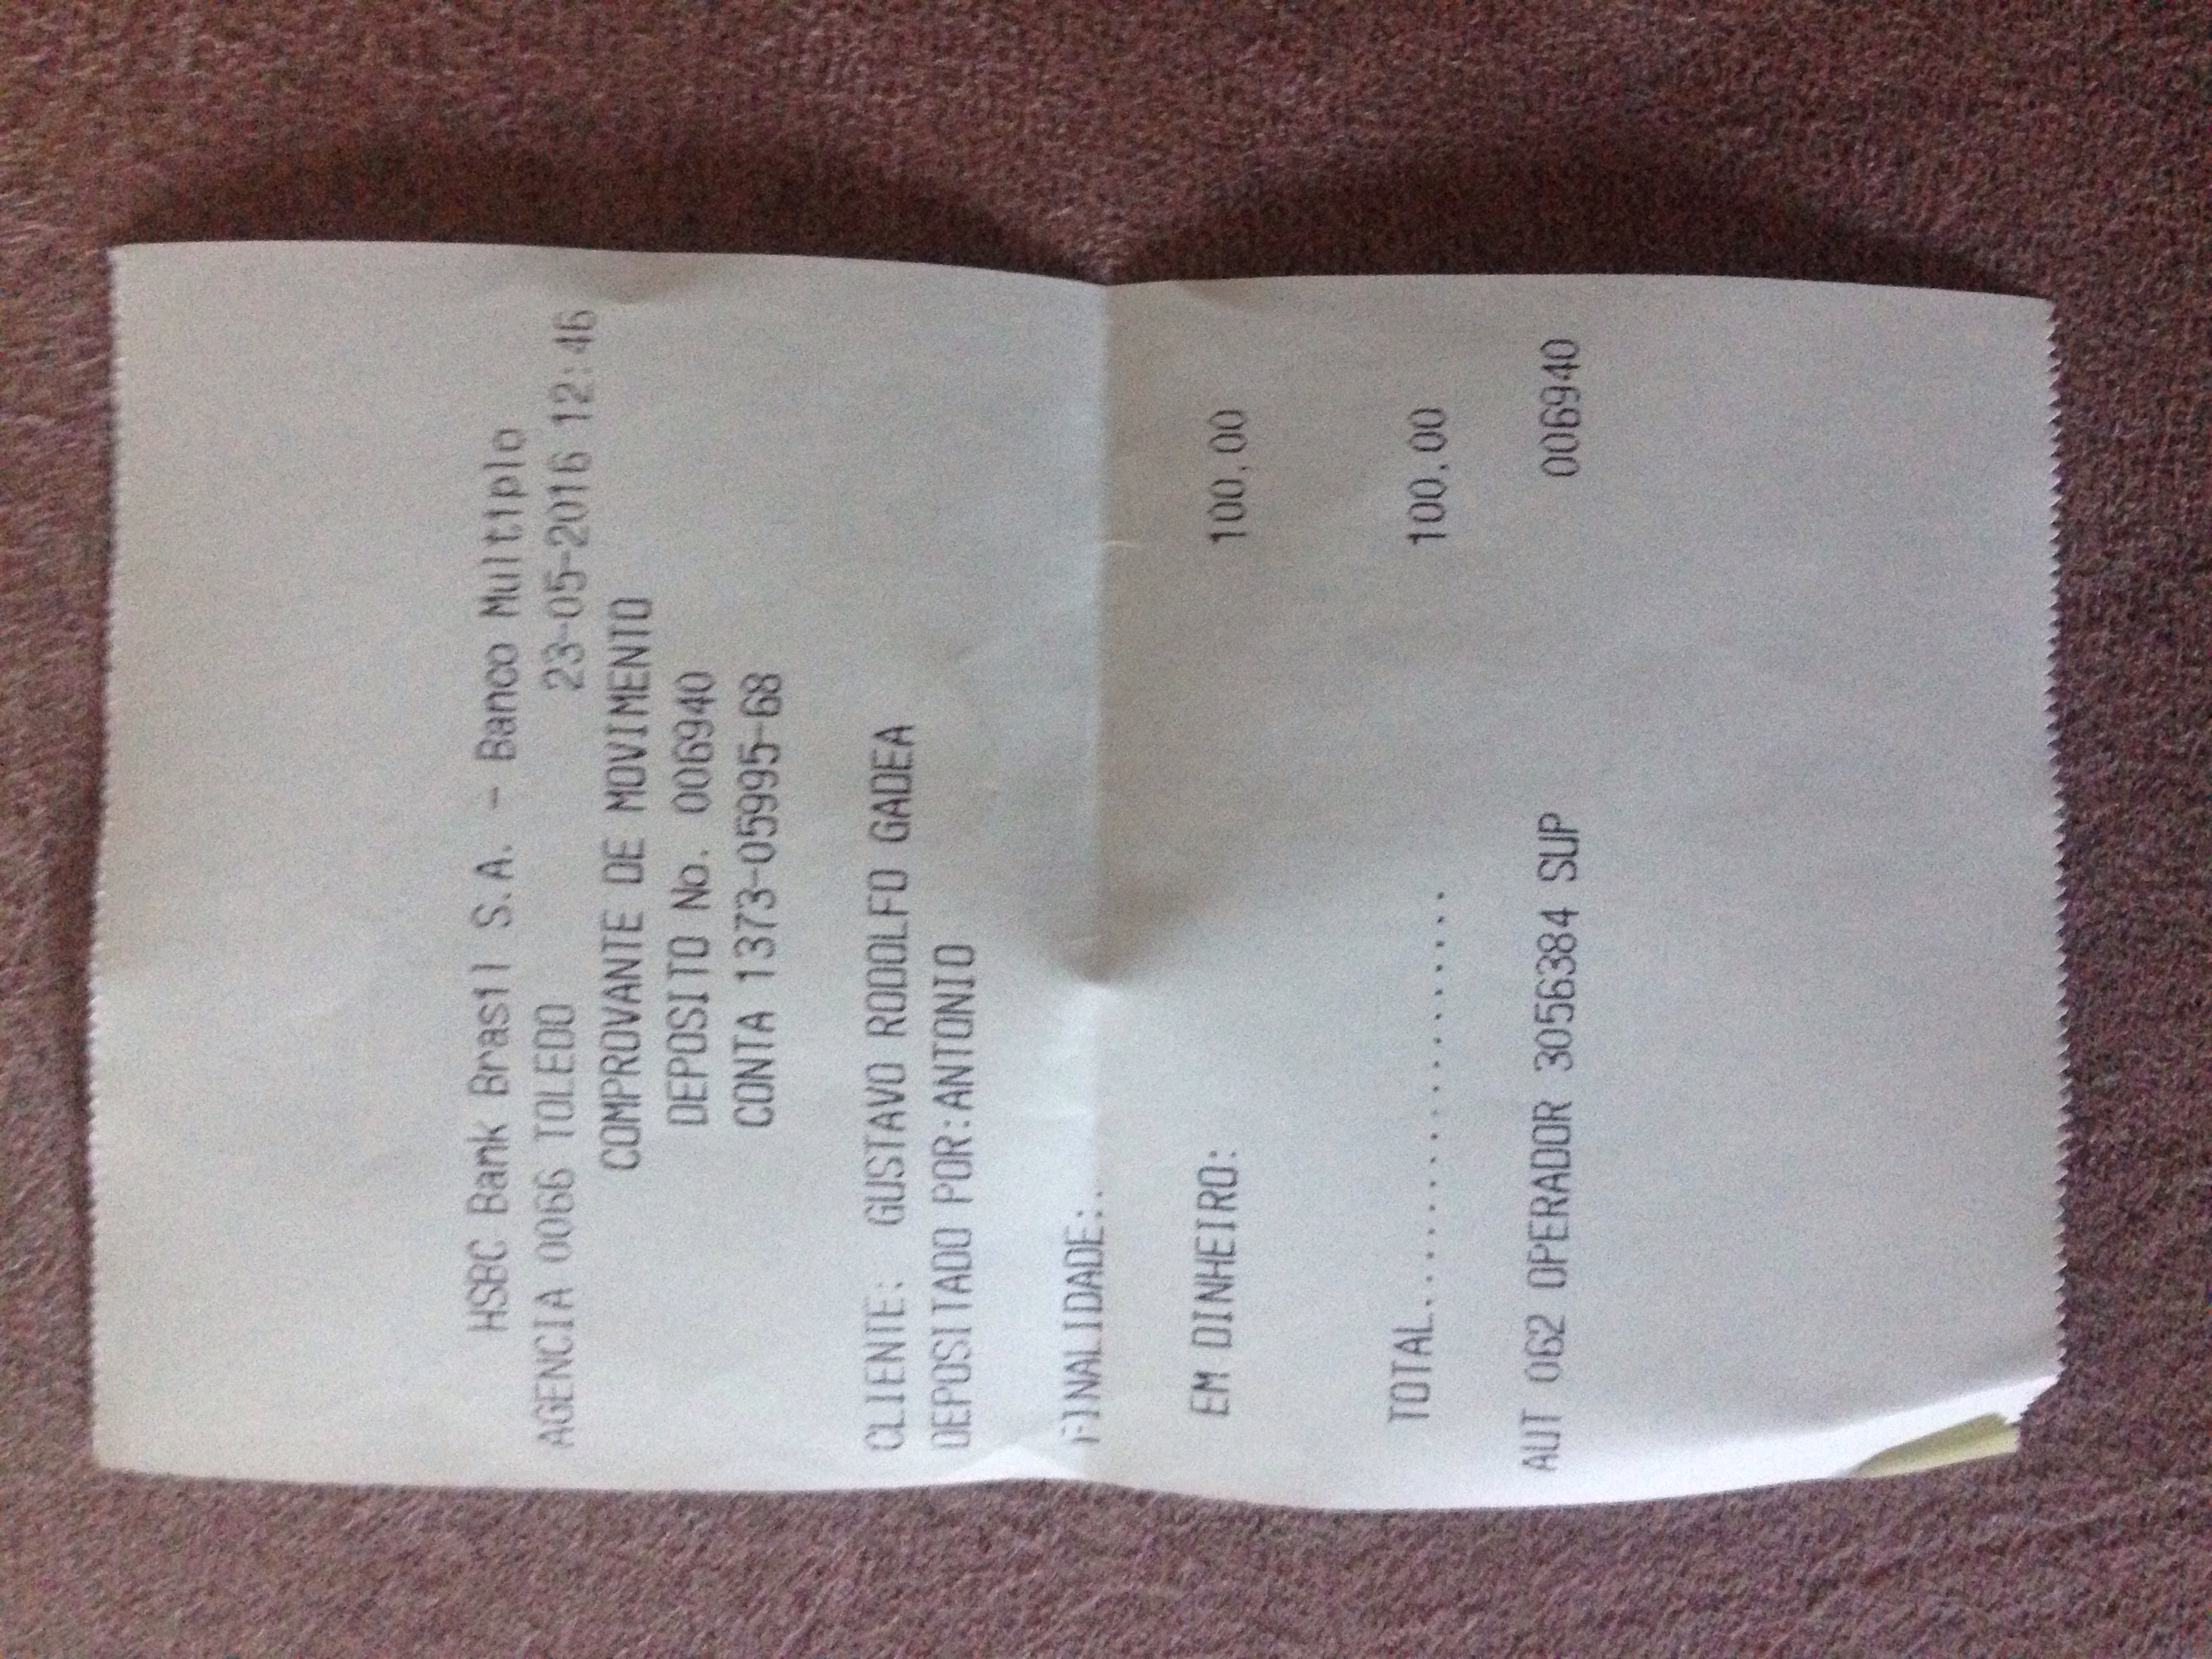 HSBC Bank Brasil S.A. - Banco Multiplo
AGENCIA 0066 TOLEDO 23-05-2016 12:46
COMPROVANTE DE MOVIMENTO
DEPOSITO No. 006940
CONTA 1373-05995-68
CLIENTE: GUSTAVO RODOLFO GADEA
DEPOSITADO POR:ANTONIO
FINALIDADE:.
EM DINHEIRO: 100,00
TOTAL...................... 100,00
AUT 062 OPERADOR 3056384 SUP 006940